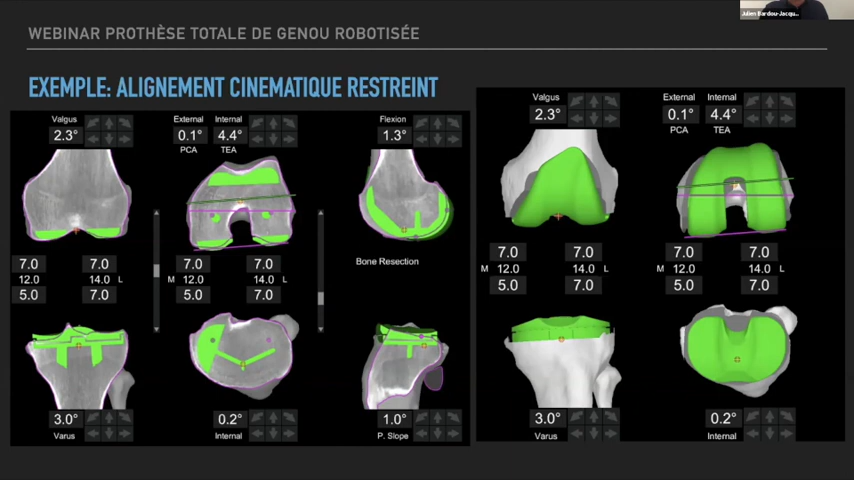 Julien Bardou-Jacqu...
WEBINAR PROTHÈSE TOTALE DE GENOU ROBOTISÉE
EXEMPLE: ALIGNEMENT CINEMATIQUE RESTREINT
Valgus
2.3°
External Internal
0.1° 4.4°
PCA TEA
Flexion
1.3°
7.0 7.0
12.0 14.0
5.0 7.0
7.0 7.0
M 12.0 14.0 L
5.0 7.0
Bone Resection
3.0°
Varus
0.2°
Internal
1.0°
P. Slope
Valgus
2.3°
External Internal
0.1° 4.4°
PCA TEA
7.0 7.0
M 12.0 14.0 L
5.0 7.0
7.0 7.0
M 12.0 14.0 L
5.0 7.0
3.0°
Varus
0.2°
Internal